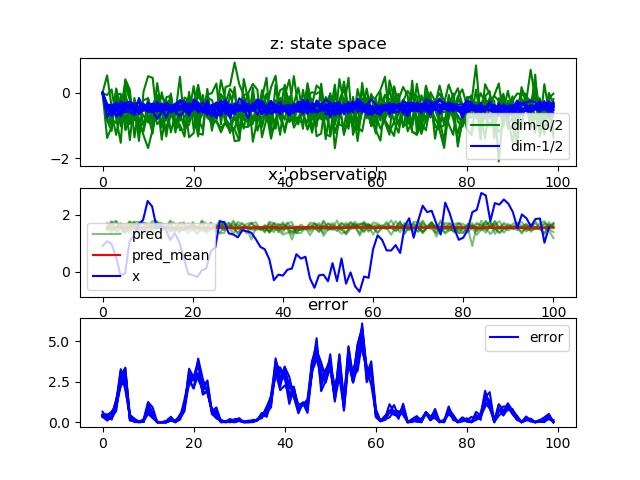 z: state space
0
−2
dim-0/2
dim-1/2
0 20 40 60 80 100
x: observation
2
0
pred
pred_mean
x
0 20 40 60 80 100
error
5.0
2.5
0.0
error
0 20 40 60 80 100